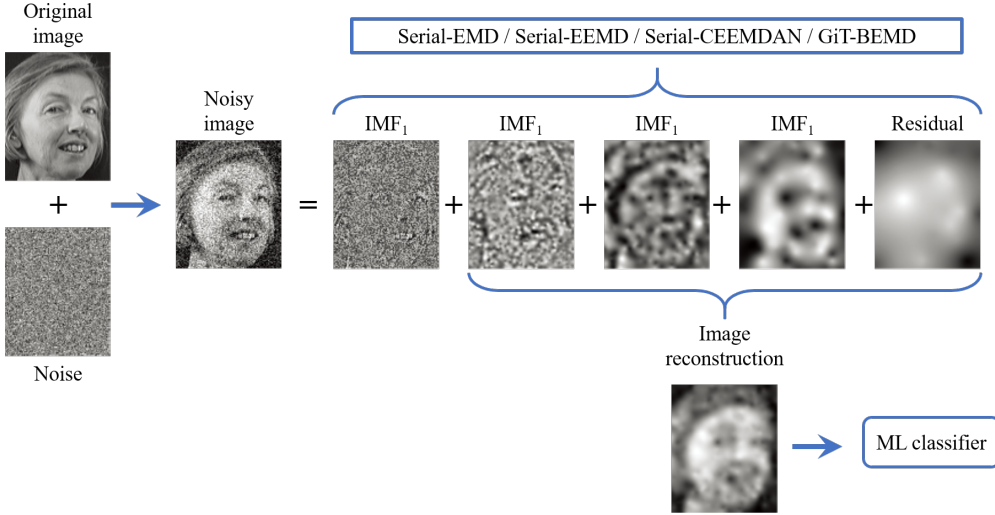 Original
image
Serial-EMD / Serial-EEMD / Serial-CEEMDAN / GiT-BEMD
Noisy
image
IMF₁
IMF₁
IMF₁
IMF₁
Residual
+
=
+
+
+
+
Noise
Image
reconstruction
ML classifier